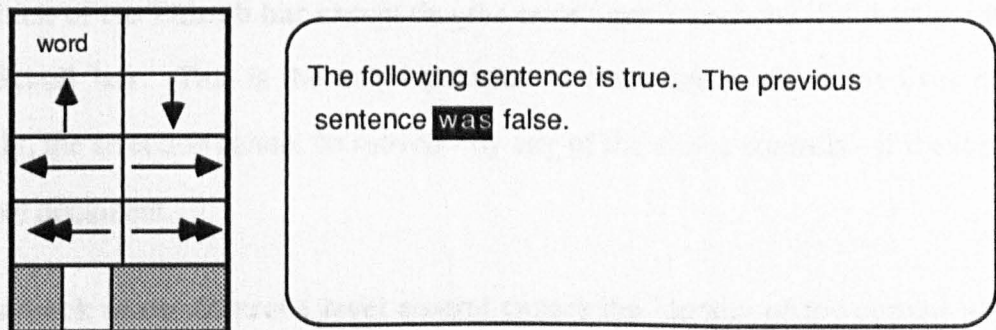 word
The following sentence is true. The previous
sentence was false.